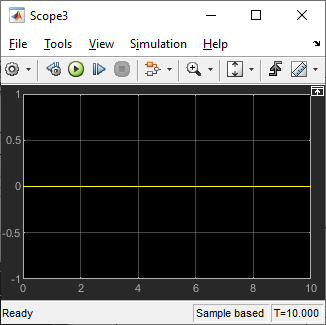 Scope3
File Tools View Simulation Help
1
0.5
0
-0.5
-1
0 2 4 6 8 10
Ready Sample based T=10.000